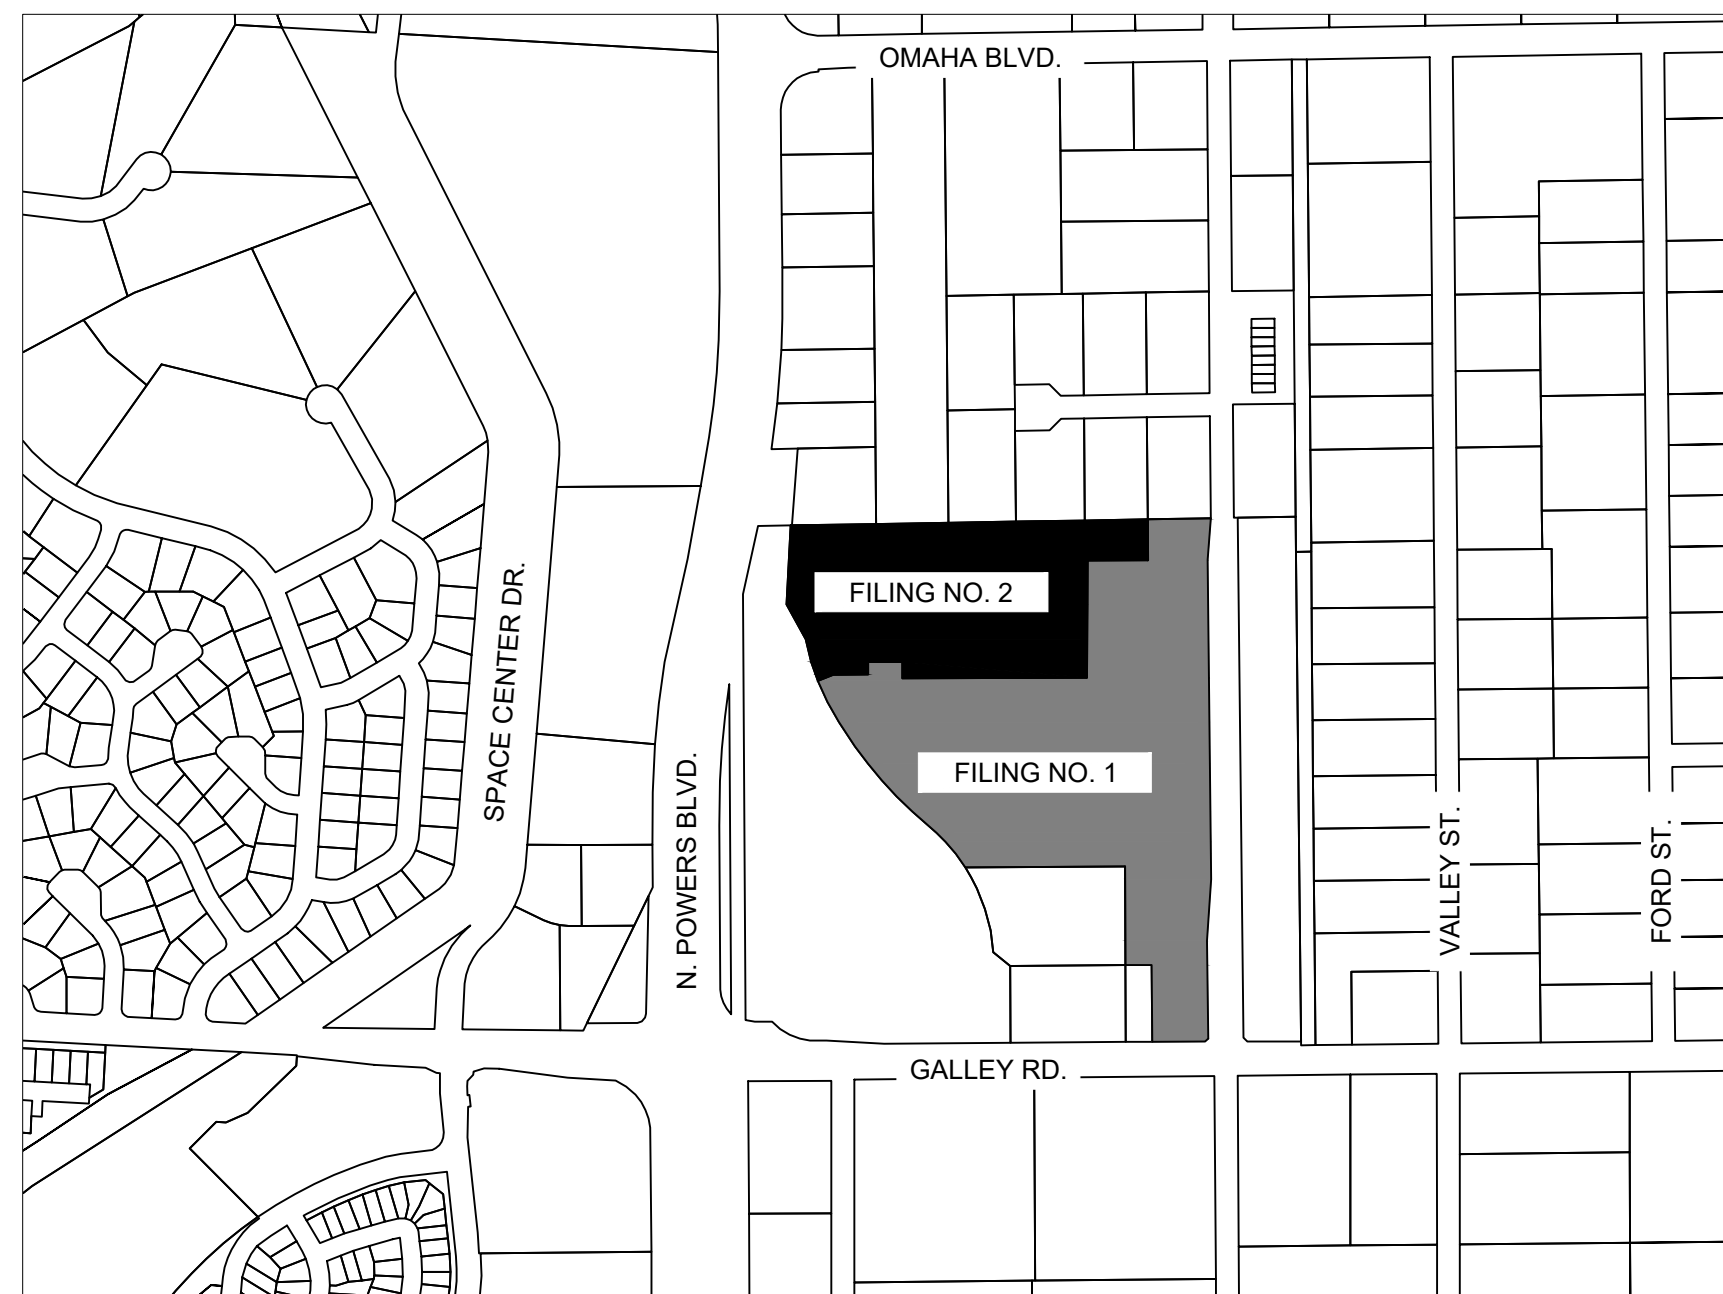 OMAHA BLVD.
FILING NO. 2
SPACE CENTER DR.
FILING NO. 1
N. POWERS BLVD.
VALLEY ST.
FORD ST.
GALLEY RD.